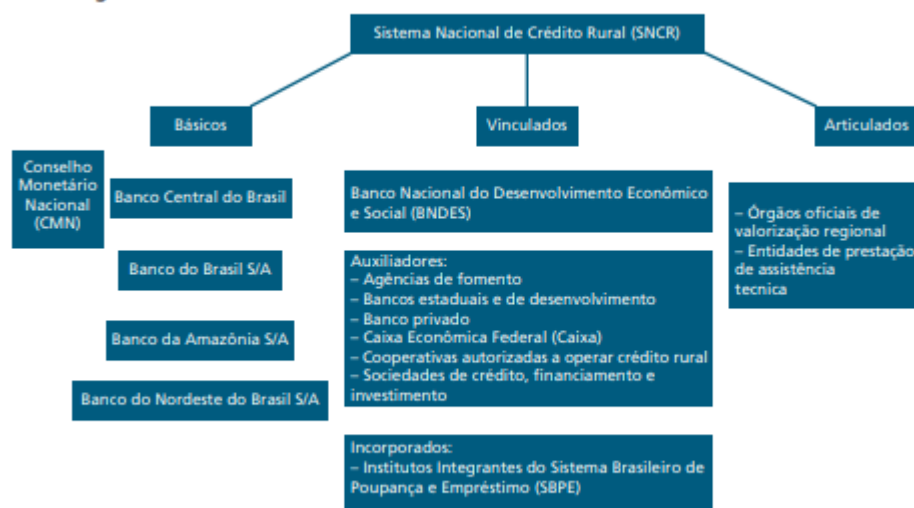 Sistema Nacional de Crédito Rural (SNCR)
Básicos
Vinculados
Articulados
Conselho
Monetário
Nacional
(CMN)
Banco Central do Brasil
Banco do Brasil S/A
Banco da Amazônia S/A
Banco do Nordeste do Brasil S/A
Banco Nacional do Desenvolvimento Econômico
e Social (BNDES)
Auxiliadores:
– Agências de fomento
– Bancos estaduais e de desenvolvimento
– Banco privado
– Caixa Econômica Federal (Caixa)
– Cooperativas autorizadas a operar crédito rural
– Sociedades de crédito, financiamento e
investimento
Incorporados:
– Institutos Integrantes do Sistema Brasileiro de
Poupança e Empréstimo (SBPE)
– Órgãos oficiais de
valorização regional
– Entidades de prestação
de assistência
tecnica